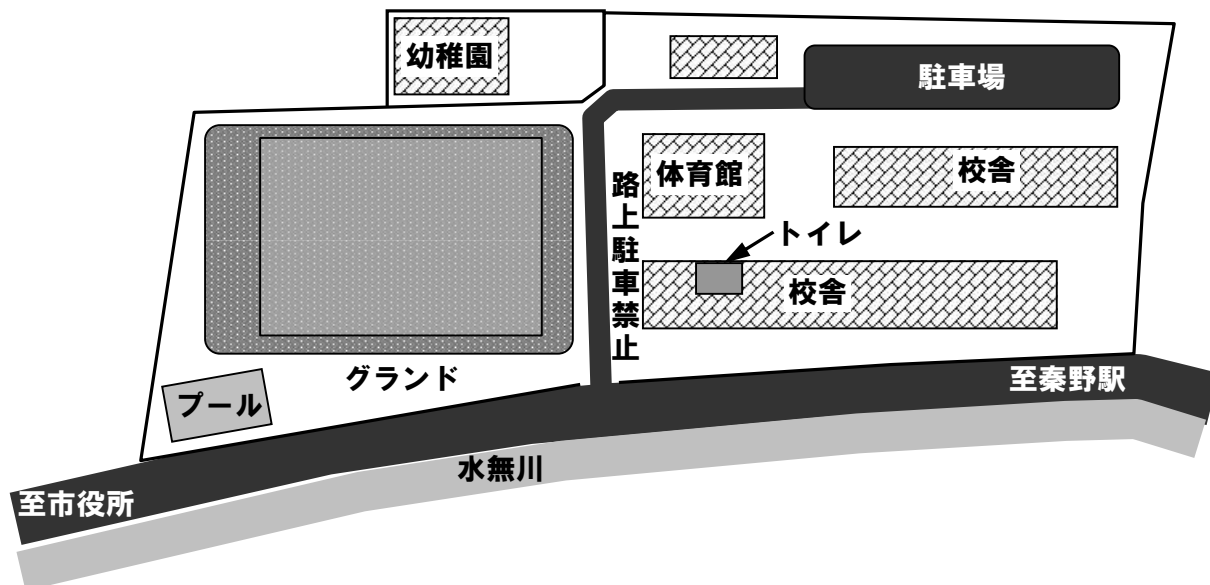 幼稚園
駐車場
体育館
校舎
路上駐車禁止
トイレ
校舎
グランド
プール
至秦野駅
水無川
至市役所